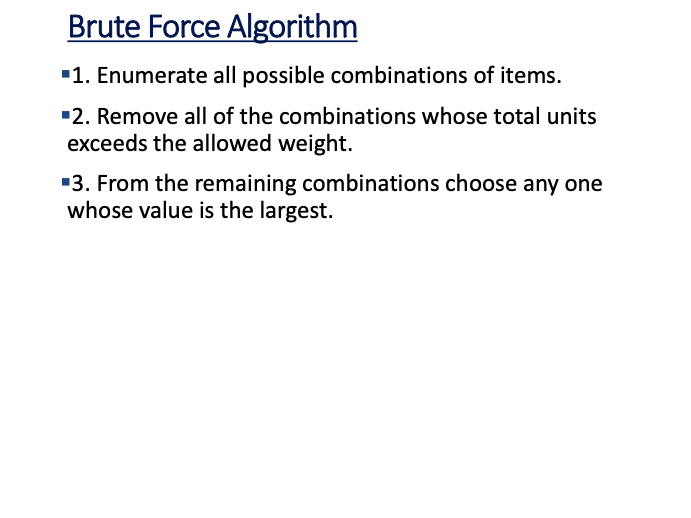 Brute Force Algorithm
▪1. Enumerate all possible combinations of items.
▪2. Remove all of the combinations whose total units
exceeds the allowed weight.
▪3. From the remaining combinations choose any one
whose value is the largest.